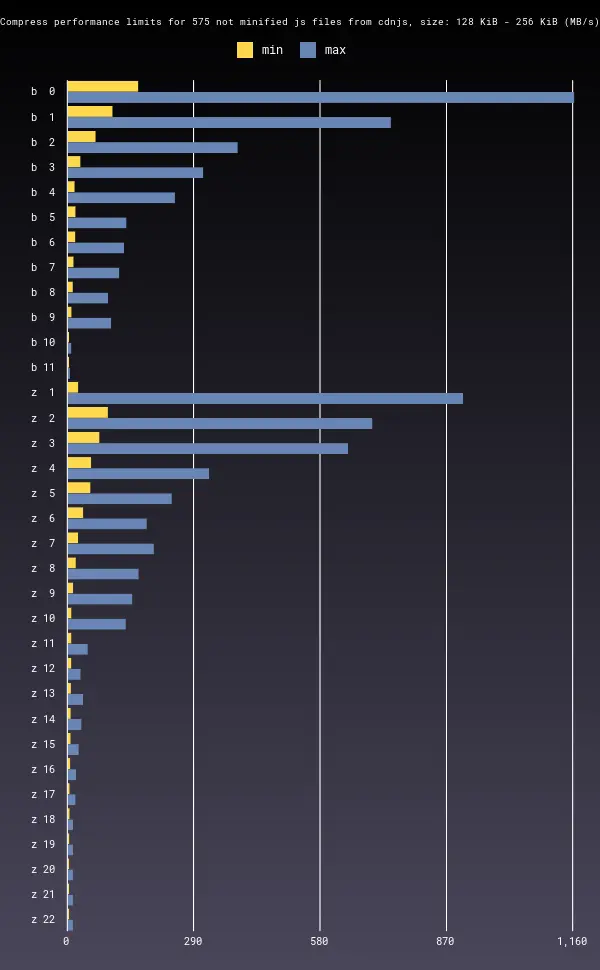 Compress performance limits for 575 not minified js files from cdnjs, size: 128 KiB - 256 KiB (MB/s)
min max
b 0
b 1
b 2
b 3
b 4
b 5
b 6
b 7
b 8
b 9
b 10
b 11
z 1
z 2
z 3
z 4
z 5
z 6
z 7
z 8
z 9
z 10
z 11
z 12
z 13
z 14
z 15
z 16
z 17
z 18
z 19
z 20
z 21
z 22
0 290 580 870 1,160